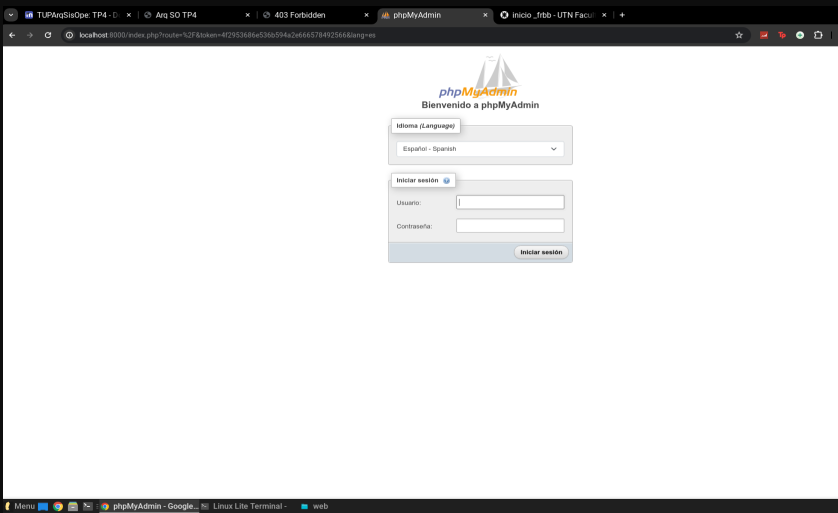 TUPArqSisOpe: TP4 - D
Arq SO TP4
403 Forbidden
phpMyAdmin
inicio _frbb - UTN Facul
localhost:8000/index.php?route=%2F&token=4f2953686e536b594a2e6665784925668&lang=es
phpMyAdmin
Bienvenido a phpMyAdmin
Idioma (Language)
Español - Spanish
Iniciar sesión
Usuario:
Contraseña:
Iniciar sesión
Menu
phpMyAdmin - Google...
Linux Lite Terminal -
web